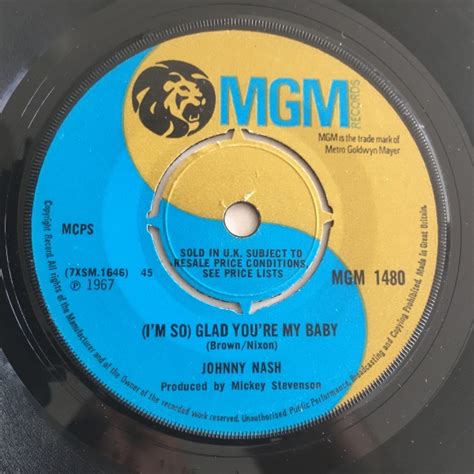 MGM
RECORDS
MGM is the trade mark of
Metro Goldwyn Mayer
MCPS
SOLD IN U.K. SUBJECT TO
RESALE PRICE CONDITIONS,
SEE PRICE LISTS
(7XSM.1646) 45
℗ 1967
MGM 1480
(I'M SO) GLAD YOU'RE MY BABY
(Brown/Nixon)
JOHNNY NASH
Produced by Mickey Stevenson
Copyright Record. All rights of the Manufacturer and of the Owner of the recorded work reserved. Unauthorised Public Performance, Broadcasting and Copying Prohibited. Made in Great Britain.